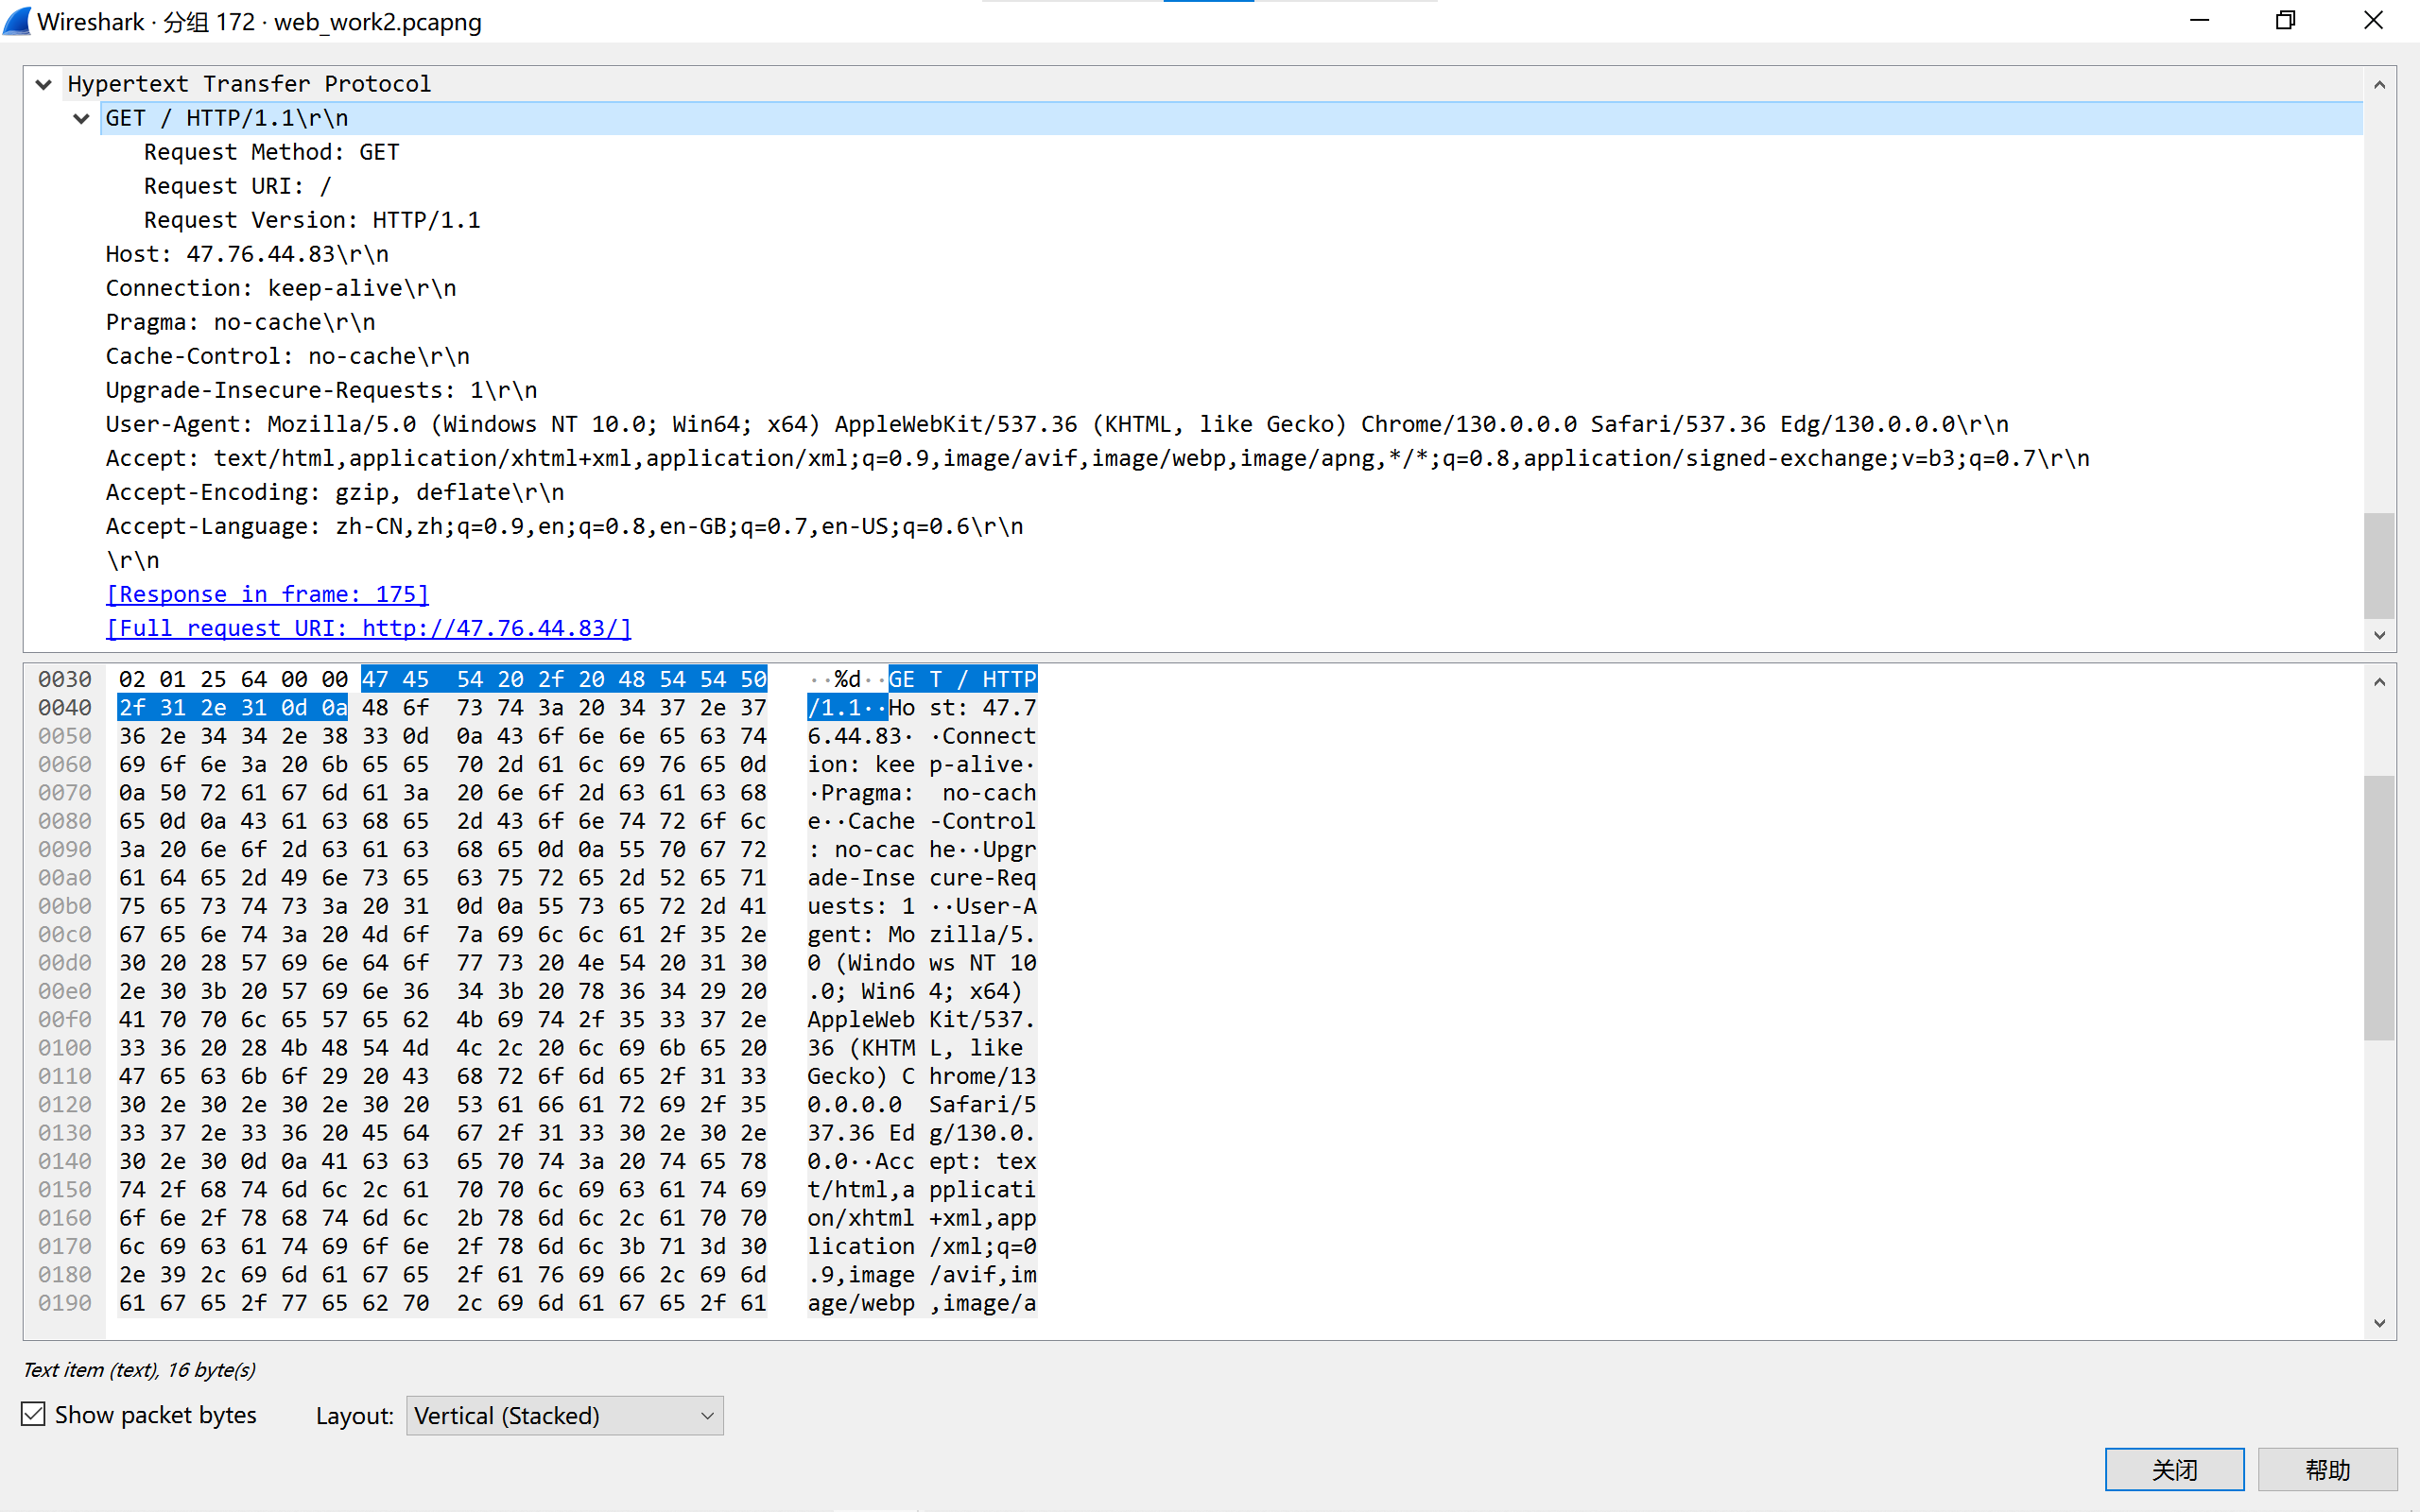 Wireshark · 分组 172 · web_work2.pcapng
Hypertext Transfer Protocol
GET / HTTP/1.1\r\n
Request Method: GET
Request URI: /
Request Version: HTTP/1.1
Host: 47.76.44.83\r\n
Connection: keep-alive\r\n
Pragma: no-cache\r\n
Cache-Control: no-cache\r\n
Upgrade-Insecure-Requests: 1\r\n
User-Agent: Mozilla/5.0 (Windows NT 10.0; Win64; x64) AppleWebKit/537.36 (KHTML, like Gecko) Chrome/130.0.0.0 Safari/537.36 Edg/130.0.0.0\r\n
Accept: text/html,application/xhtml+xml,application/xml;q=0.9,image/avif,image/webp,image/apng,*/*;q=0.8,application/signed-exchange;v=b3;q=0.7\r\n
Accept-Encoding: gzip, deflate\r\n
Accept-Language: zh-CN,zh;q=0.9,en;q=0.8,en-GB;q=0.7,en-US;q=0.6\r\n
\r\n
[Response in frame: 175]
[Full request URI: http://47.76.44.83/]
0030 02 01 25 64 00 00 47 45 54 20 2f 20 48 54 54 50 ··%d··GE T / HTTP
0040 2f 31 2e 31 0d 0a 48 6f 73 74 3a 20 34 37 2e 37 /1.1··Ho st: 47.7
0050 36 2e 34 34 2e 38 33 0d 0a 43 6f 6e 6e 65 63 74 6.44.83· ·Connect
0060 69 6f 6e 3a 20 6b 65 65 70 2d 61 6c 69 76 65 0d ion: kee p-alive·
0070 0a 50 72 61 67 6d 61 3a 20 6e 6f 2d 63 61 63 68 ·Pragma: no-cach
0080 65 0d 0a 43 61 63 68 65 2d 43 6f 6e 74 72 6f 6c e··Cache -Control
0090 3a 20 6e 6f 2d 63 61 63 68 65 0d 0a 55 70 67 72 : no-cac he··Upgr
00a0 61 64 65 2d 49 6e 73 65 63 75 72 65 2d 52 65 71 ade-Inse cure-Req
00b0 75 65 73 74 73 3a 20 31 0d 0a 55 73 65 72 2d 41 uests: 1 ··User-A
00c0 67 65 6e 74 3a 20 4d 6f 7a 69 6c 6c 61 2f 35 2e gent: Mo zilla/5.
00d0 30 20 28 57 69 6e 64 6f 77 73 20 4e 54 20 31 30 0 (Windo ws NT 10
00e0 2e 30 3b 20 57 69 6e 36 34 3b 20 78 36 34 29 20 .0; Win6 4; x64)
00f0 41 70 70 6c 65 57 65 62 4b 69 74 2f 35 33 37 2e AppleWeb Kit/537.
0100 33 36 20 28 4b 48 54 4d 4c 2c 20 6c 69 6b 65 20 36 (KHTM L, like
0110 47 65 63 6b 6f 29 20 43 68 72 6f 6d 65 2f 31 33 Gecko) C hrome/13
0120 30 2e 30 2e 30 2e 30 20 53 61 66 61 72 69 2f 35 0.0.0.0 Safari/5
0130 33 37 2e 33 36 20 45 64 67 2f 31 33 30 2e 30 2e 37.36 Ed g/130.0.
0140 30 2e 30 0d 0a 41 63 63 65 70 74 3a 20 74 65 78 0.0··Acc ept: tex
0150 74 2f 68 74 6d 6c 2c 61 70 70 6c 69 63 61 74 69 t/html,a pplicati
0160 6f 6e 2f 78 68 74 6d 6c 2b 78 6d 6c 2c 61 70 70 on/xhtml +xml,app
0170 6c 69 63 61 74 69 6f 6e 2f 78 6d 6c 3b 71 3d 30 lication /xml;q=0
0180 2e 39 2c 69 6d 61 67 65 2f 61 76 69 66 2c 69 6d .9,image /avif,im
0190 61 67 65 2f 77 65 62 70 2c 69 6d 61 67 65 2f 61 age/webp ,image/a
Text item (text), 16 byte(s)
Show packet bytes Layout: Vertical (Stacked)
关闭 帮助